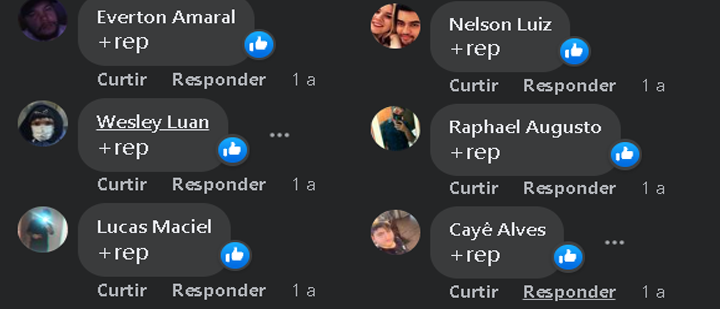 Everton Amaral
+rep
Curtir Responder 1 a
Wesley Luan
+rep
Curtir Responder 1 a
Lucas Maciel
+rep
Curtir Responder 1 a
Nelson Luiz
+rep
Curtir Responder 1 a
Raphael Augusto
+rep
Curtir Responder 1 a
Cayê Alves
+rep
Curtir Responder 1 a